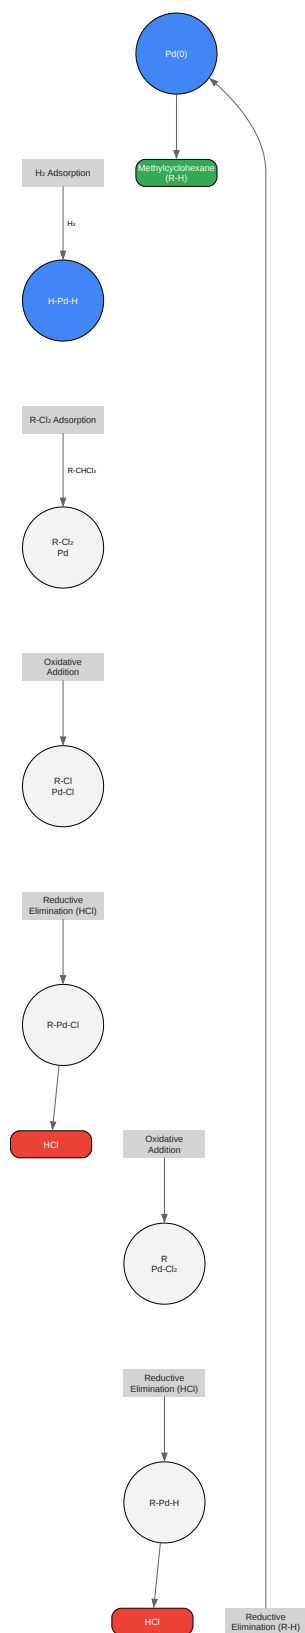 Pd(0)
Methylcyclohexane
(R-H)
H₂ Adsorption
H₂
H-Pd-H
R-Cl₂ Adsorption
R-CHCl₂
R-Cl₂
Pd
Oxidative
Addition
R-Cl
Pd-Cl
Reductive
Elimination (HCl)
R-Pd-Cl
HCl
Oxidative
Addition
R
Pd-Cl₂
Reductive
Elimination (HCl)
R-Pd-H
HCl
Reductive
Elimination (R-H)